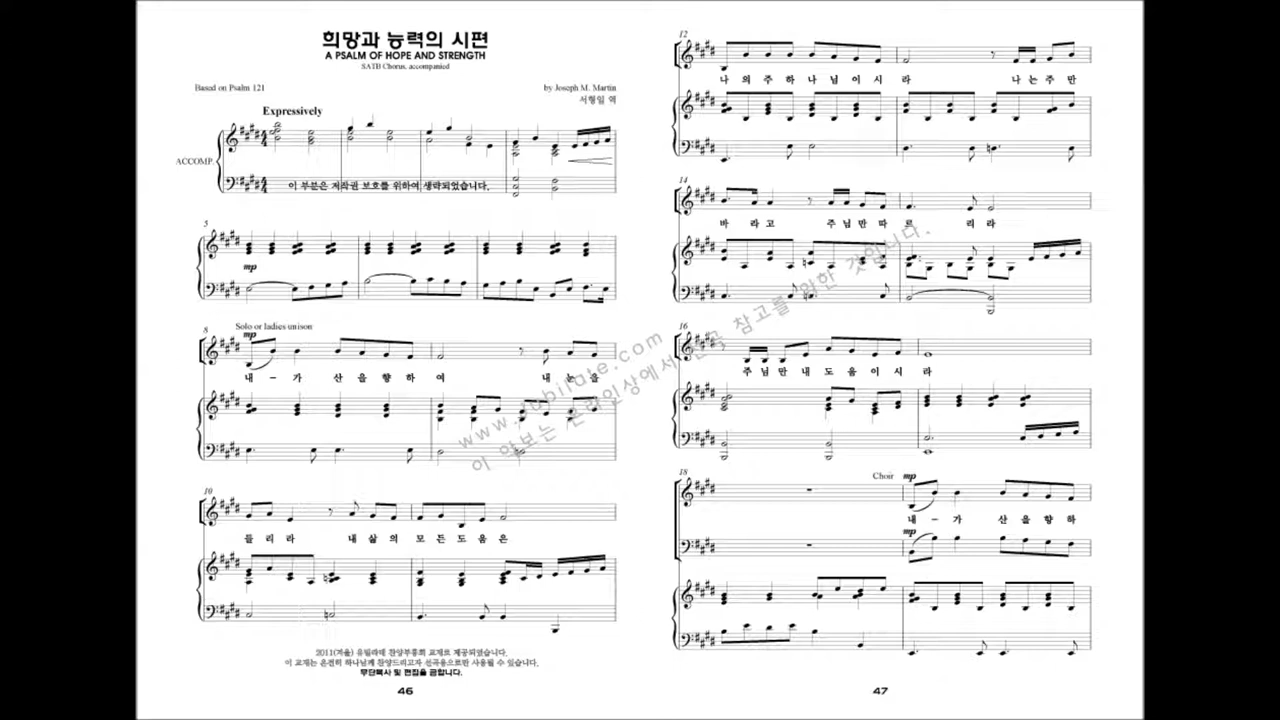 희망과 능력의 시편
A PSALM OF HOPE AND STRENGTH
SATB Chorus, accompanied
Based on Psalm 121
by Joseph M. Martin
서형일 역
Expressively
ACCOMP.
이 부분은 저작권 보호를 위하여 생략되었습니다.
5
mp
8
Solo or ladies unison
mp
내 - 가 산 을 향 하 여 내 눈 을
10
들 리 라 내 삶 의 모 든 도 움 은
2011(겨울) 유빌라테 찬양부흥회 교재로 제공되었습니다.
이 교재는 온전히 하나님께 찬양드리고자 선곡용으로만 사용될 수 있습니다.
무단복사 및 편집을 금합니다.
46
12
나 의 주 하 나 님 이 시 라 나 는 주 만
14
바 라 고 주 님 만 따 르 리 라
16
주 님 만 내 도 움 이 시 라
18
Choir
mp
내 - 가 산 을 향 하
mp
47
www.jubilate.com
이 악보는 온라인상에서 선곡 참고를 위한 것입니다.